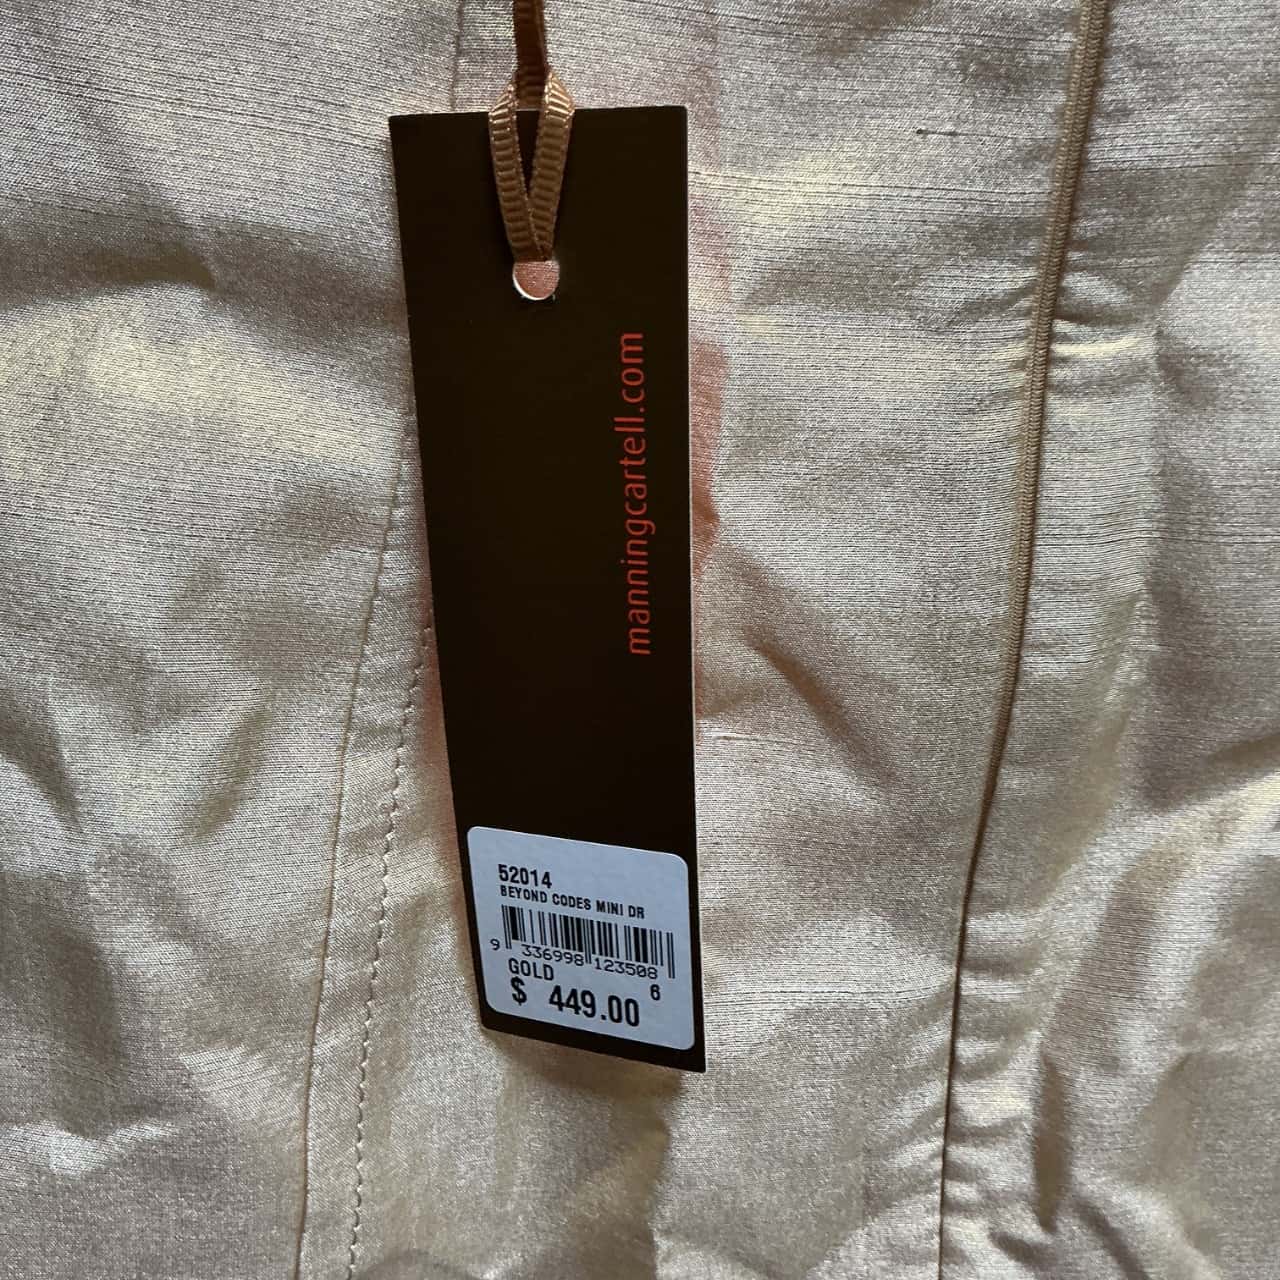 manningcartell.com
52014
BEYOND CODES MINI DR
9 336998 123508
GOLD 6
$ 449.00